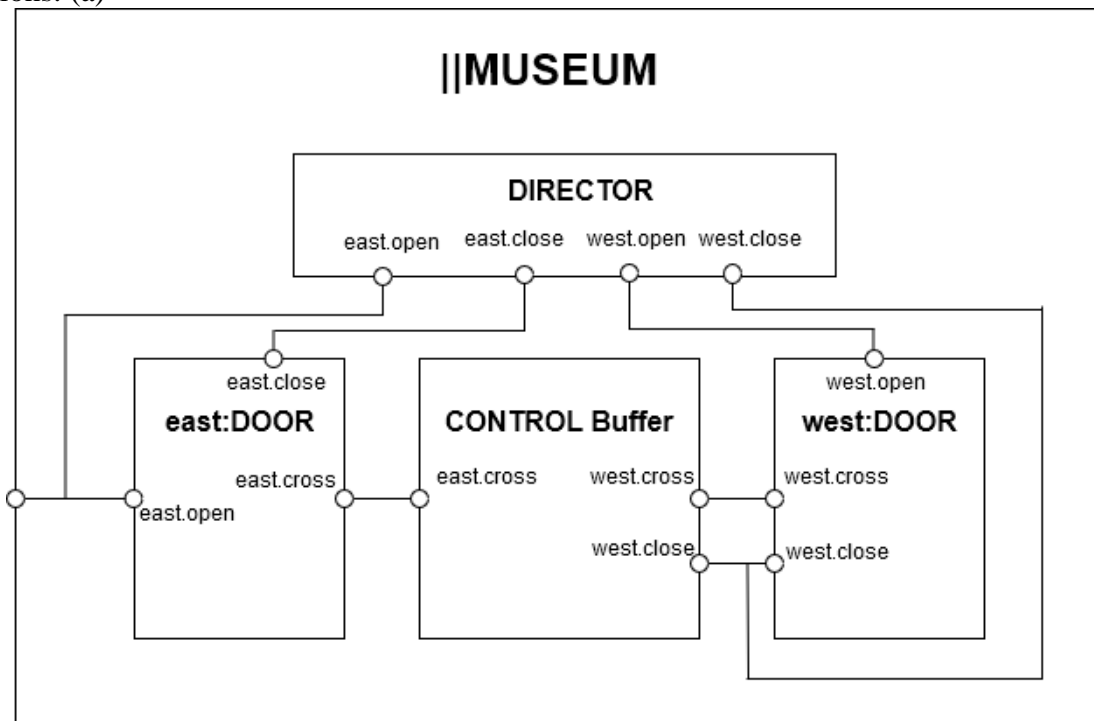 ions: (a)
||MUSEUM
DIRECTOR
east.open east.close west.open west.close
east.close
west.open
east:DOOR
CONTROL Buffer
west:DOOR
east.cross
east.cross
west.cross
west.cross
east.open
west.close
west.close